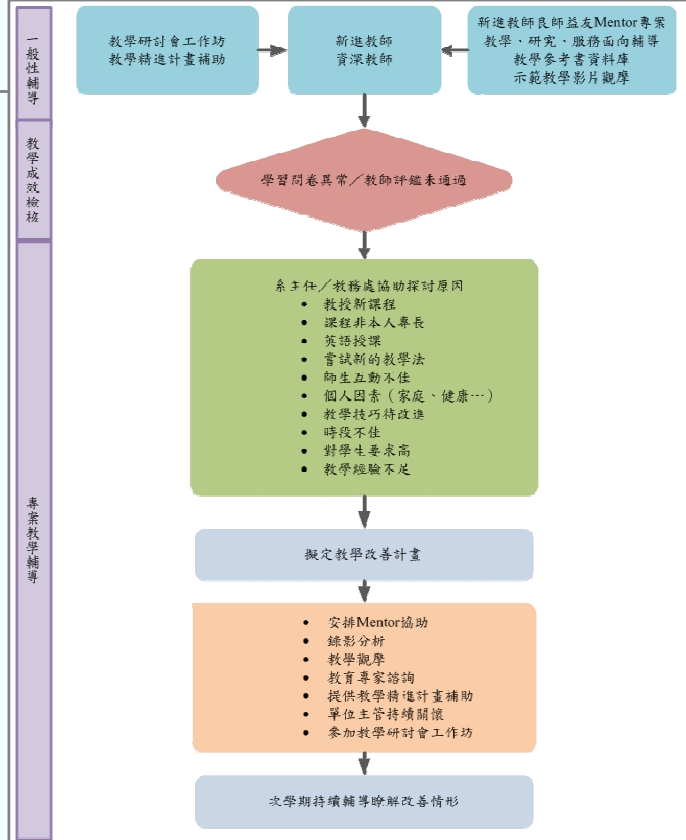 一般性輔導
教學研討會工作坊
教學精進計畫補助
新進教師
資深教師
新進教師良師益友Mentor專案
教學、研究、服務面向輔導
教學參考書資料庫
示範教學影片觀摩
教學成效檢核
學習問卷異常／教師評鑑未通過
專案教學輔導
系主任／教務處協助探討原因
• 教授新課程
• 課程非本人專長
• 英語授課
• 嘗試新的教學法
• 師生互動不佳
• 個人因素（家庭、健康…）
• 教學技巧待改進
• 時段不佳
• 對學生要求高
• 教學經驗不足
擬定教學改善計畫
• 安排Mentor協助
• 錄影分析
• 教學觀摩
• 教育專家諮詢
• 提供教學精進計畫補助
• 單位主管持續關懷
• 參加教學研討會工作坊
次學期持續輔導瞭解改善情形